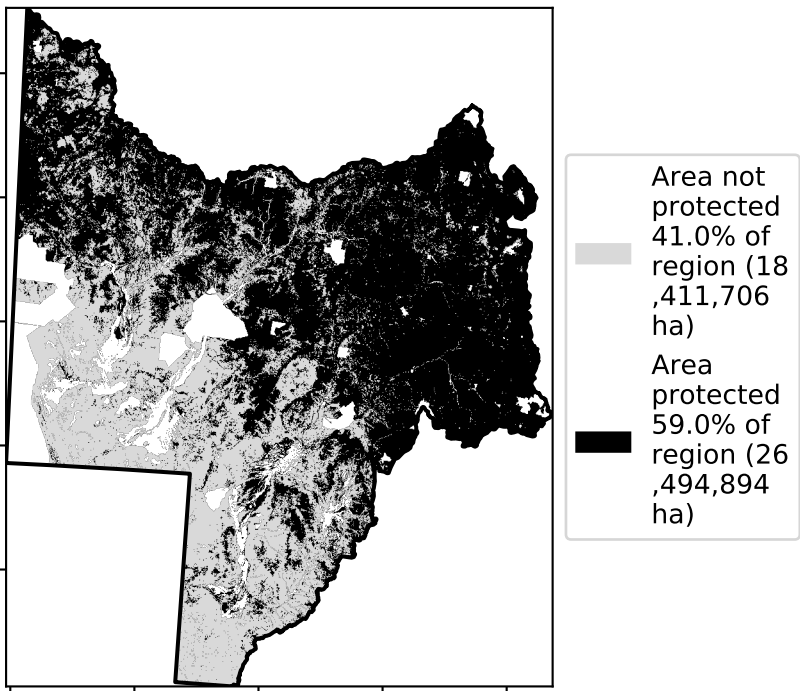 Area not
protected
41.0% of
region (18
,411,706
ha)
Area
protected
59.0% of
region (26
,494,894
ha)